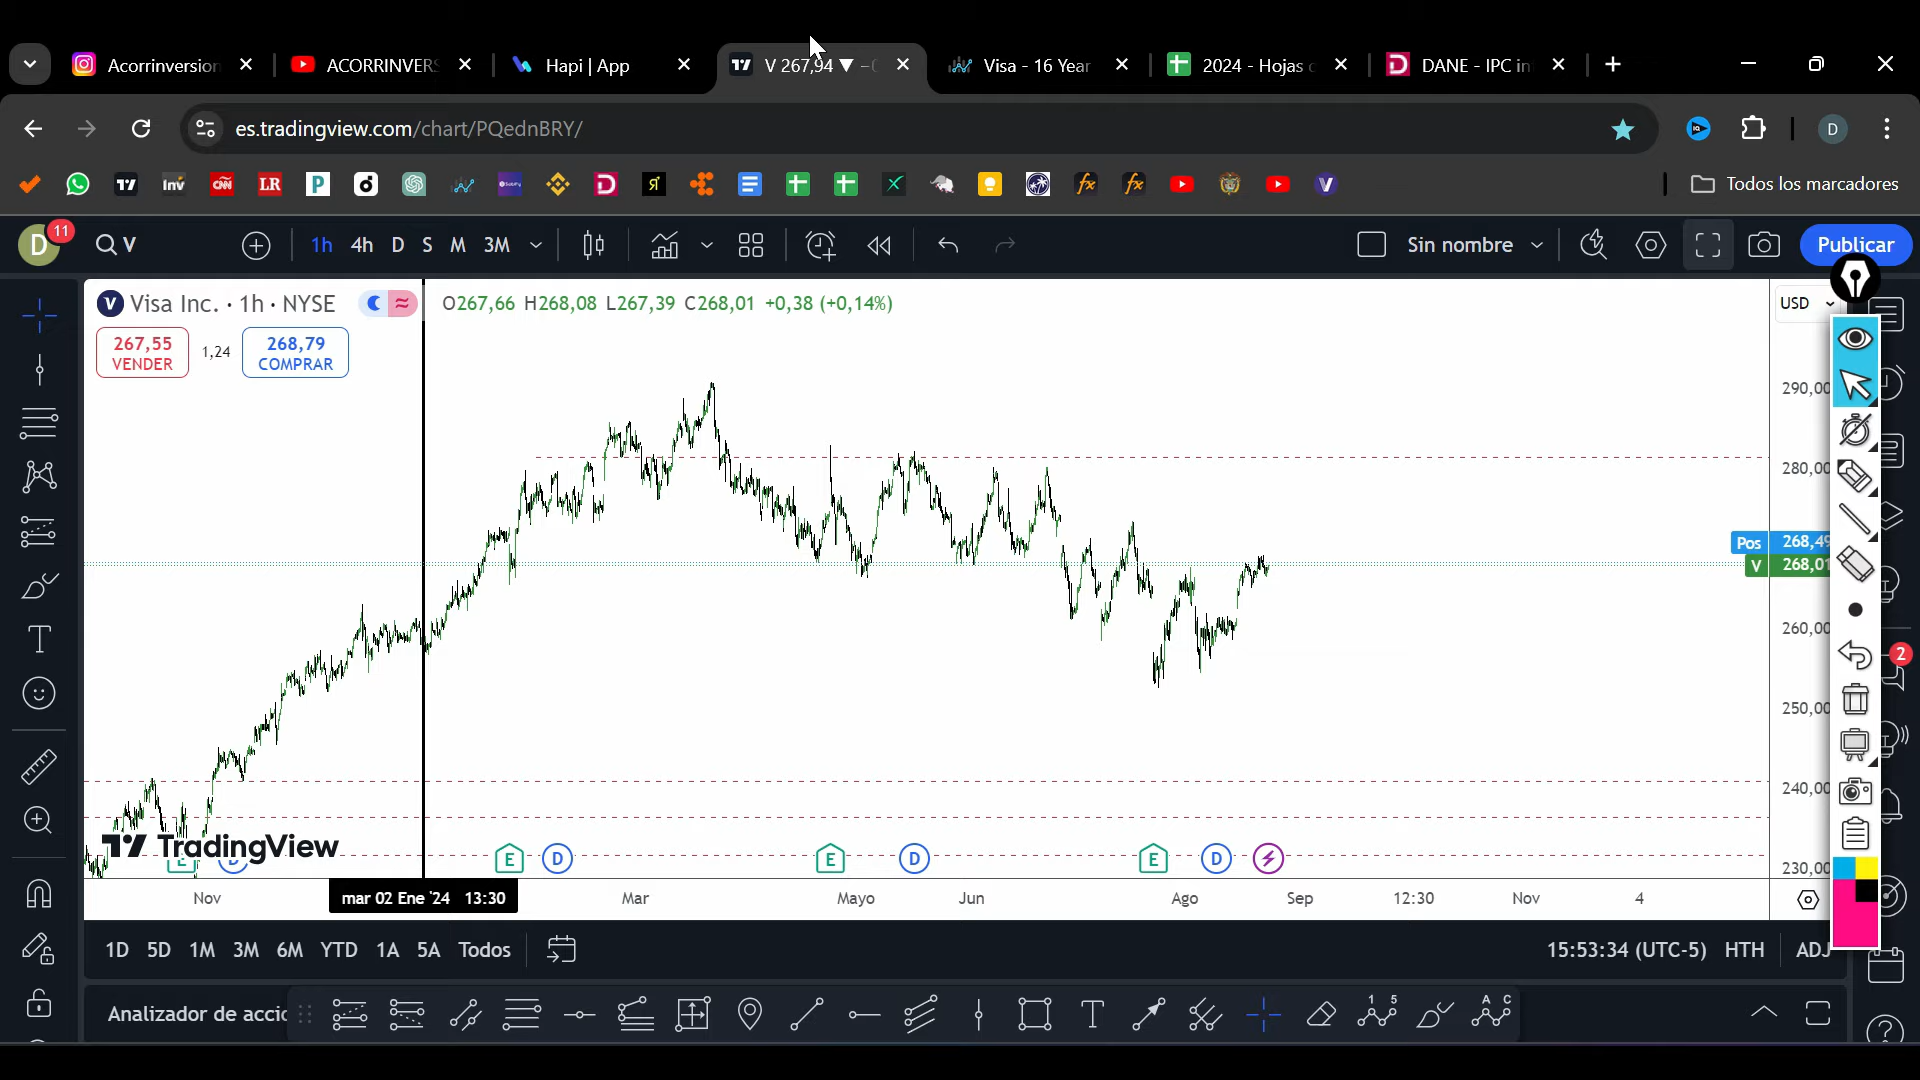 Acorrinversion
ACORRINVERS
Hapi | App
V 267,94 ▼ −0
Visa - 16 Year
2024 - Hojas
DANE - IPC in
es.tradingview.com/chart/PQednBRY/
D
Todos los marcadores
D
11
V
1h
4h
D
S
M
3M
Sin nombre
Publicar
Visa Inc. · 1h · NYSE
O267,66 H268,08 L267,39 C268,01 +0,38 (+0,14%)
USD
267,55
VENDER
1,24
268,79
COMPRAR
290,00
280,00
Pos 268,49
V 268,01
260,00
250,00
240,00
230,00
2
TradingView
E
D
E
D
E
D
E
D
Nov
mar 02 Ene '24 13:30
Mar
Mayo
Jun
Ago
Sep
12:30
Nov
4
1D
5D
1M
3M
6M
YTD
1A
5A
Todos
15:53:34 (UTC-5)
HTH
ADJ
Analizador de accio